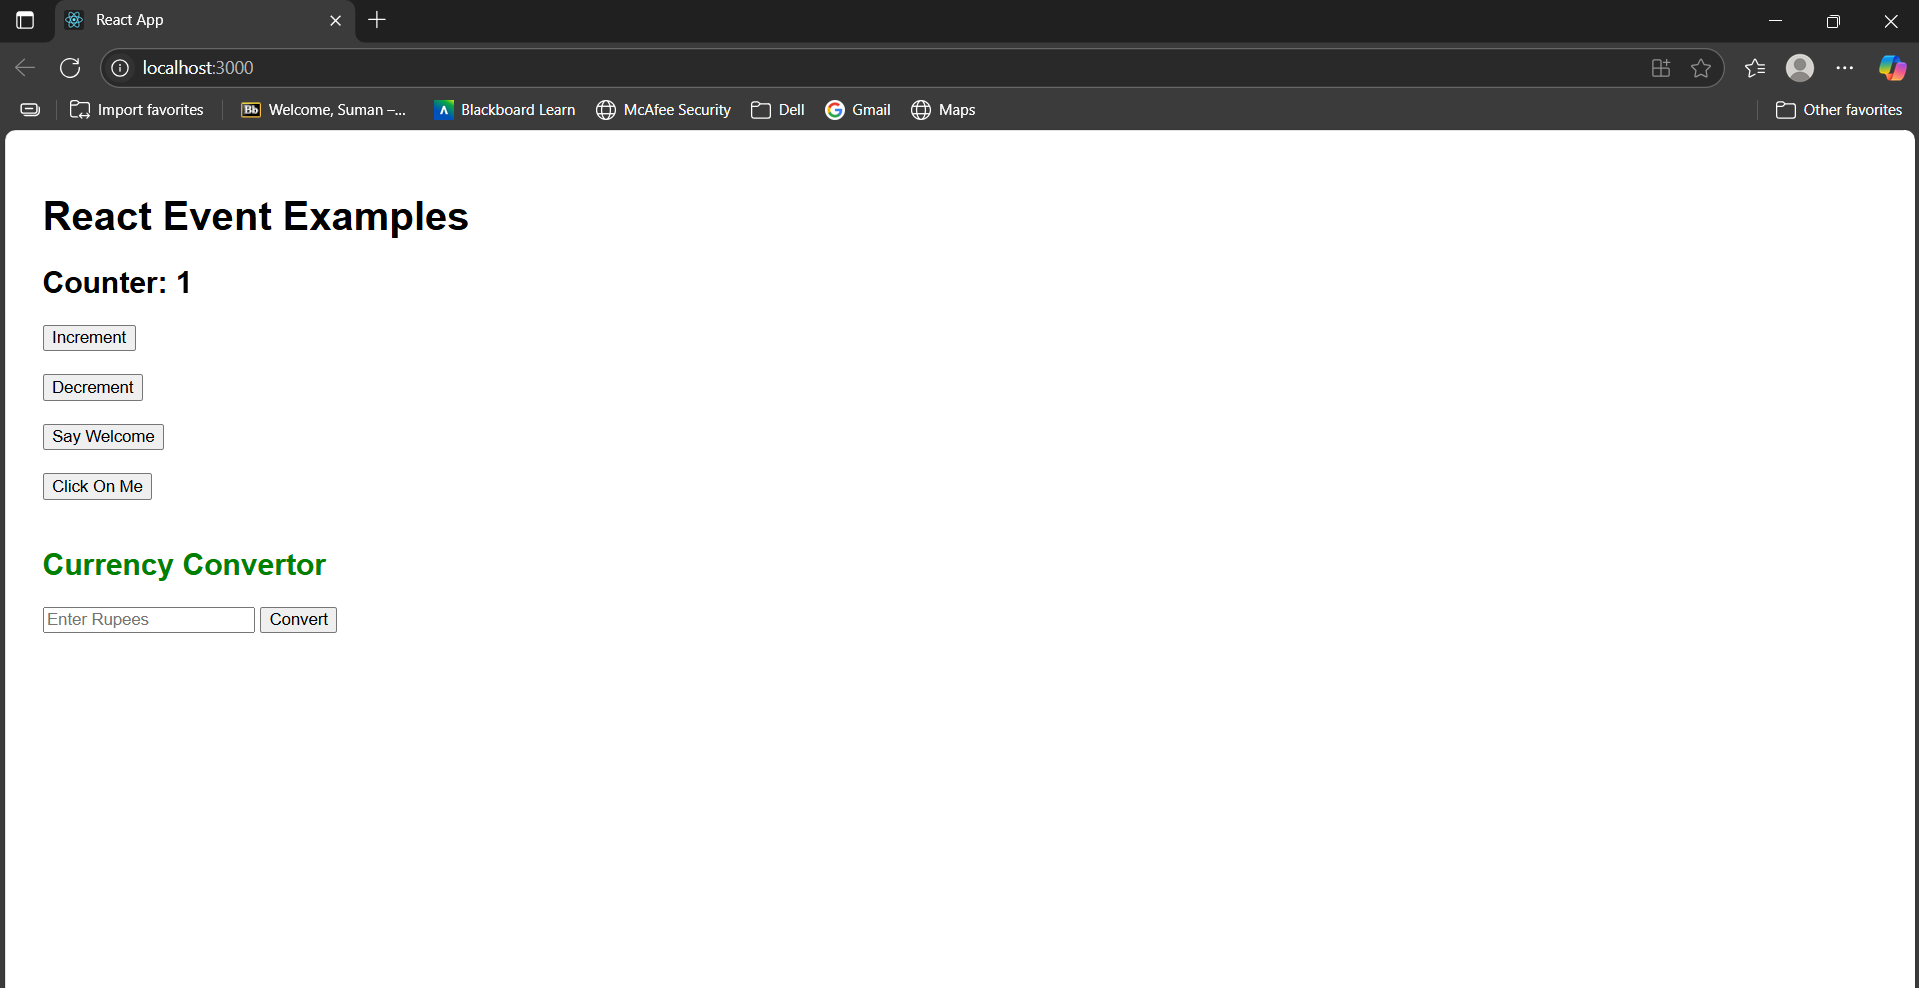 React App
localhost:3000
Import favorites Welcome, Suman –... Blackboard Learn McAfee Security Dell Gmail Maps Other favorites
React Event Examples
Counter: 1
Increment
Decrement
Say Welcome
Click On Me
Currency Convertor
Enter Rupees Convert